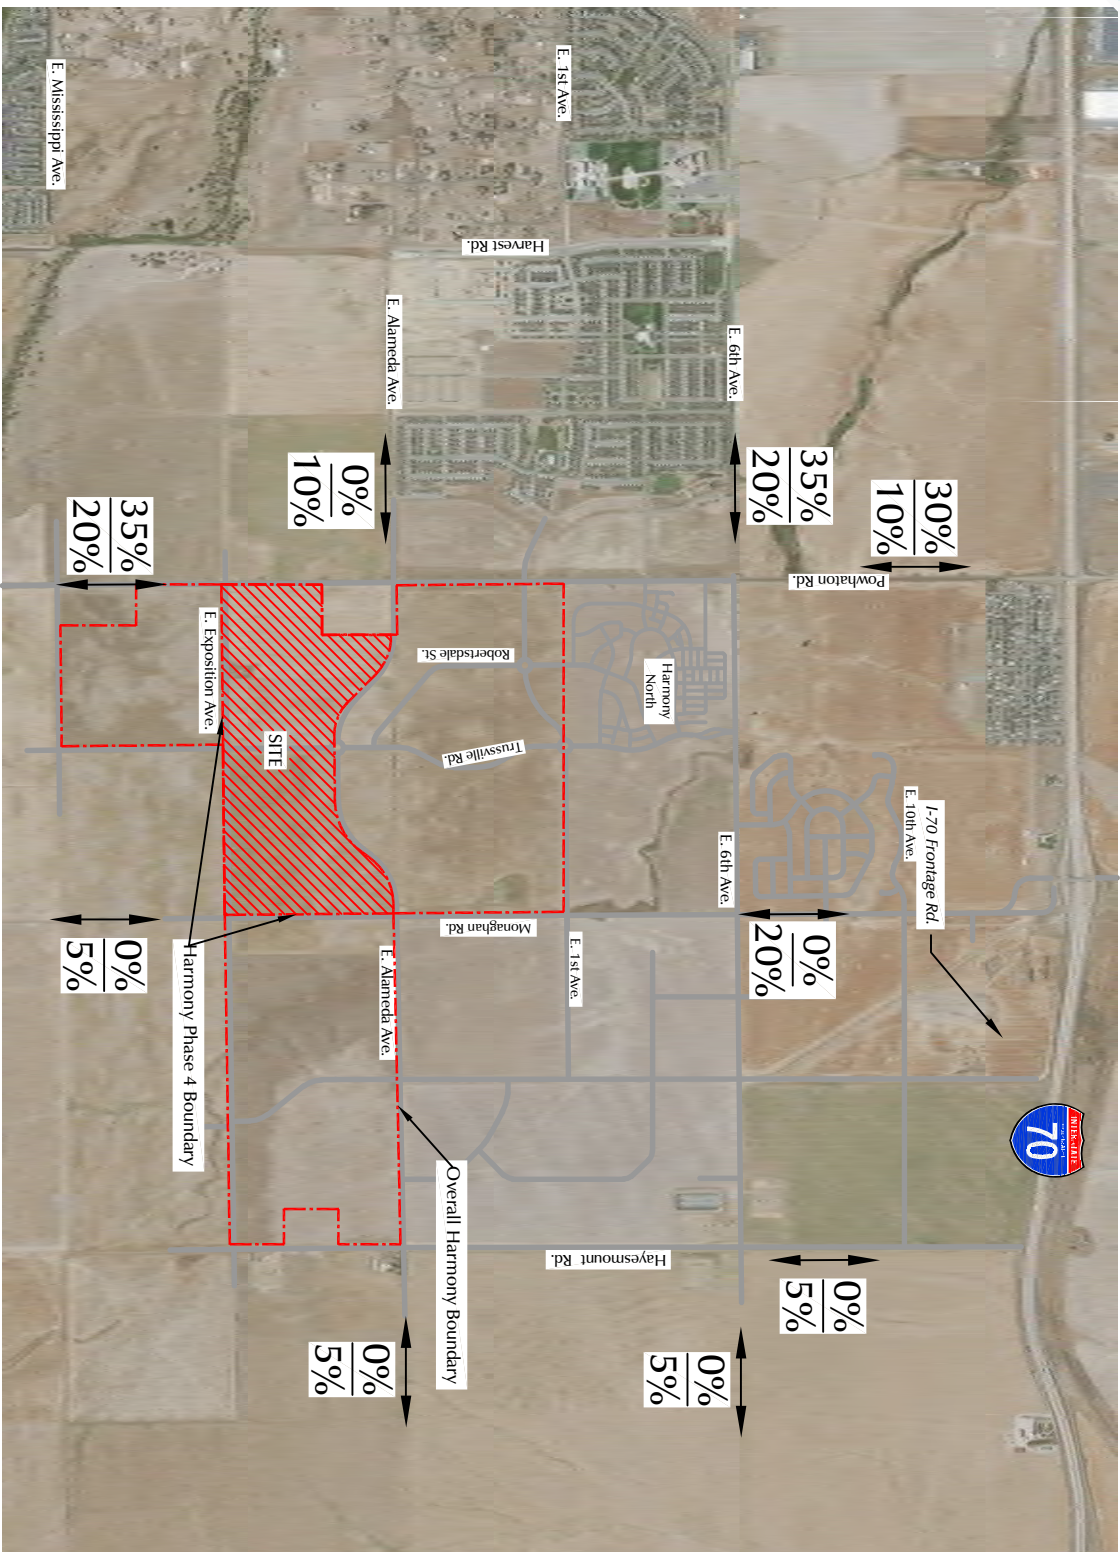 INTERSTATE
70
30%
10%
I-70 Frontage Rd.
E. 10th Ave.
Powhaton Rd.
0%
5%
35%
20%
0%
20%
E. 6th Ave.
E. 6th Ave.
0%
5%
Harmony
North
Hayesmount Rd.
E. 1st Ave.
E. 1st Ave.
Harvest Rd.
Robertsdale St.
Trussville Rd.
Monaghan Rd.
Overall Harmony Boundary
E. Alameda Ave.
E. Alameda Ave.
0%
10%
0%
5%
SITE
E. Exposition Ave.
Harmony Phase 4 Boundary
35%
20%
0%
5%
E. Mississippi Ave.